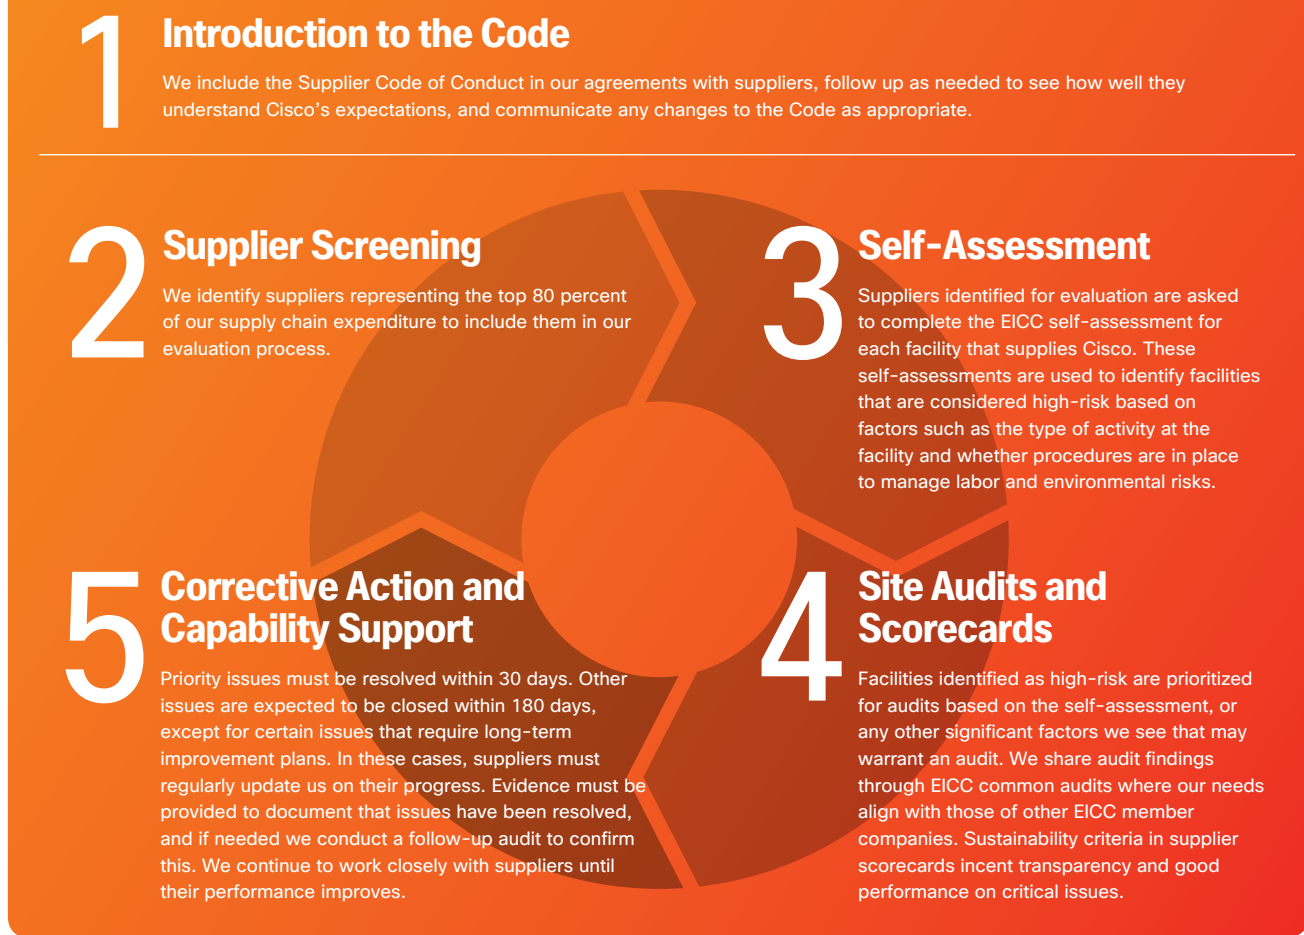 1
Introduction to the Code
We include the Supplier Code of Conduct in our agreements with suppliers, follow up as needed to see how well they
understand Cisco's expectations, and communicate any changes to the Code as appropriate.
2
Supplier Screening
We identify suppliers representing the top 80 percent
of our supply chain expenditure to include them in our
evaluation process.
3
Self-Assessment
Suppliers identified for evaluation are asked
to complete the EICC self-assessment for
each facility that supplies Cisco. These
self-assessments are used to identify facilities
that are considered high-risk based on
factors such as the type of activity at the
facility and whether procedures are in place
to manage labor and environmental risks.
4
Site Audits and
Scorecards
Facilities identified as high-risk are prioritized
for audits based on the self-assessment, or
any other significant factors we see that may
warrant an audit. We share audit findings
through EICC common audits where our needs
align with those of other EICC member
companies. Sustainability criteria in supplier
scorecards incent transparency and good
performance on critical issues.
5
Corrective Action and
Capability Support
Priority issues must be resolved within 30 days. Other
issues are expected to be closed within 180 days,
except for certain issues that require long-term
improvement plans. In these cases, suppliers must
regularly update us on their progress. Evidence must be
provided to document that issues have been resolved,
and if needed we conduct a follow-up audit to confirm
this. We continue to work closely with suppliers until
their performance improves.